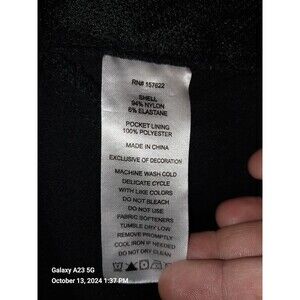 RN# 157622
SHELL
94% NYLON
6% ELASTANE
POCKET LINING
100% POLYESTER
MADE IN CHINA
EXCLUSIVE OF DECORATION
MACHINE WASH COLD
DELICATE CYCLE
WITH LIKE COLORS
DO NOT BLEACH
DO NOT USE
FABRIC SOFTENERS
TUMBLE DRY LOW
REMOVE PROMPTLY
COOL IRON IF NEEDED
DO NOT DRY CLEAN
Galaxy A23 5G
October 13, 2024 1:37 PM